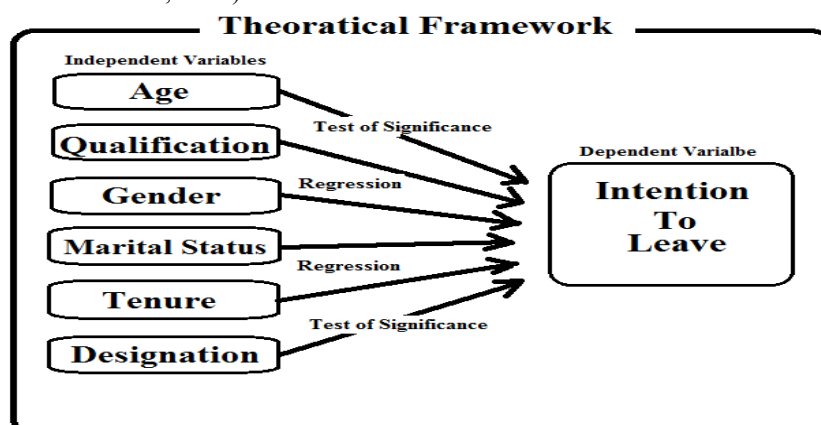 Theoratical Framework
Independent Variables
Age
Test of Significance
Qualification
Dependent Varialbe
Regression
Gender
Intention
To
Leave
Marital Status
Regression
Tenure
Test of Significance
Designation